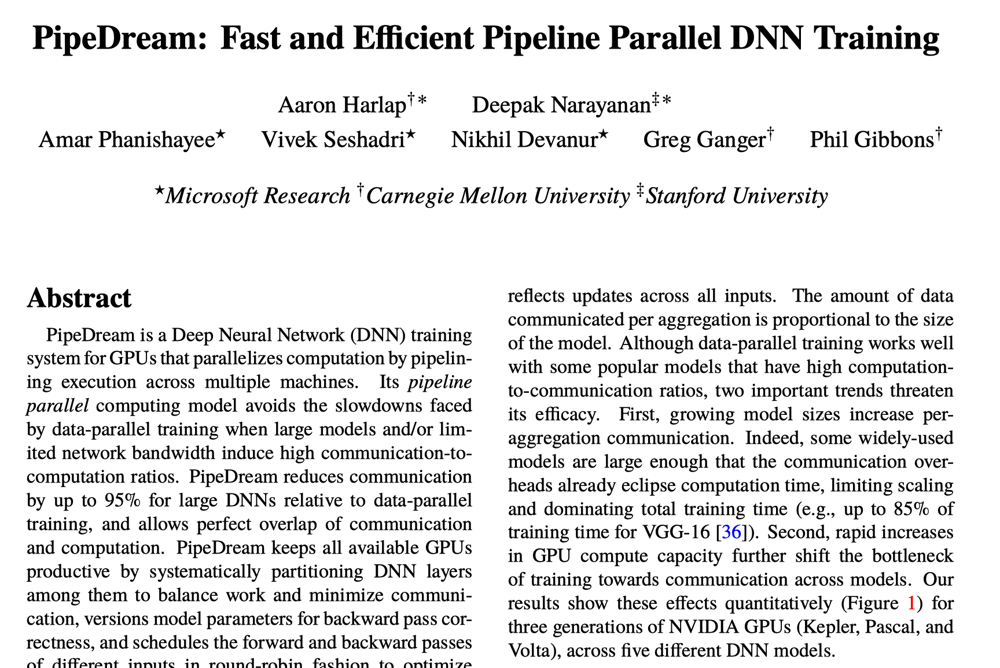 PipeDream: Fast and Efficient Pipeline Parallel DNN Training
Aaron Harlap†* Deepak Narayanan‡*
Amar Phanishayee★ Vivek Seshadri★ Nikhil Devanur★ Greg Ganger† Phil Gibbons†
★Microsoft Research †Carnegie Mellon University ‡Stanford University
Abstract
PipeDream is a Deep Neural Network (DNN) training
system for GPUs that parallelizes computation by pipelin-
ing execution across multiple machines. Its pipeline
parallel computing model avoids the slowdowns faced
by data-parallel training when large models and/or lim-
ited network bandwidth induce high communication-to-
computation ratios. PipeDream reduces communication
by up to 95% for large DNNs relative to data-parallel
training, and allows perfect overlap of communication
and computation. PipeDream keeps all available GPUs
productive by systematically partitioning DNN layers
among them to balance work and minimize communi-
cation, versions model parameters for backward pass cor-
rectness, and schedules the forward and backward passes
of different inputs in round-robin fashion to optimize
reflects updates across all inputs. The amount of data
communicated per aggregation is proportional to the size
of the model. Although data-parallel training works well
with some popular models that have high computation-
to-communication ratios, two important trends threaten
its efficacy. First, growing model sizes increase per-
aggregation communication. Indeed, some widely-used
models are large enough that the communication over-
heads already eclipse computation time, limiting scaling
and dominating total training time (e.g., up to 85% of
training time for VGG-16 [36]). Second, rapid increases
in GPU compute capacity further shift the bottleneck
of training towards communication across models. Our
results show these effects quantitatively (Figure 1) for
three generations of NVIDIA GPUs (Kepler, Pascal, and
Volta), across five different DNN models.